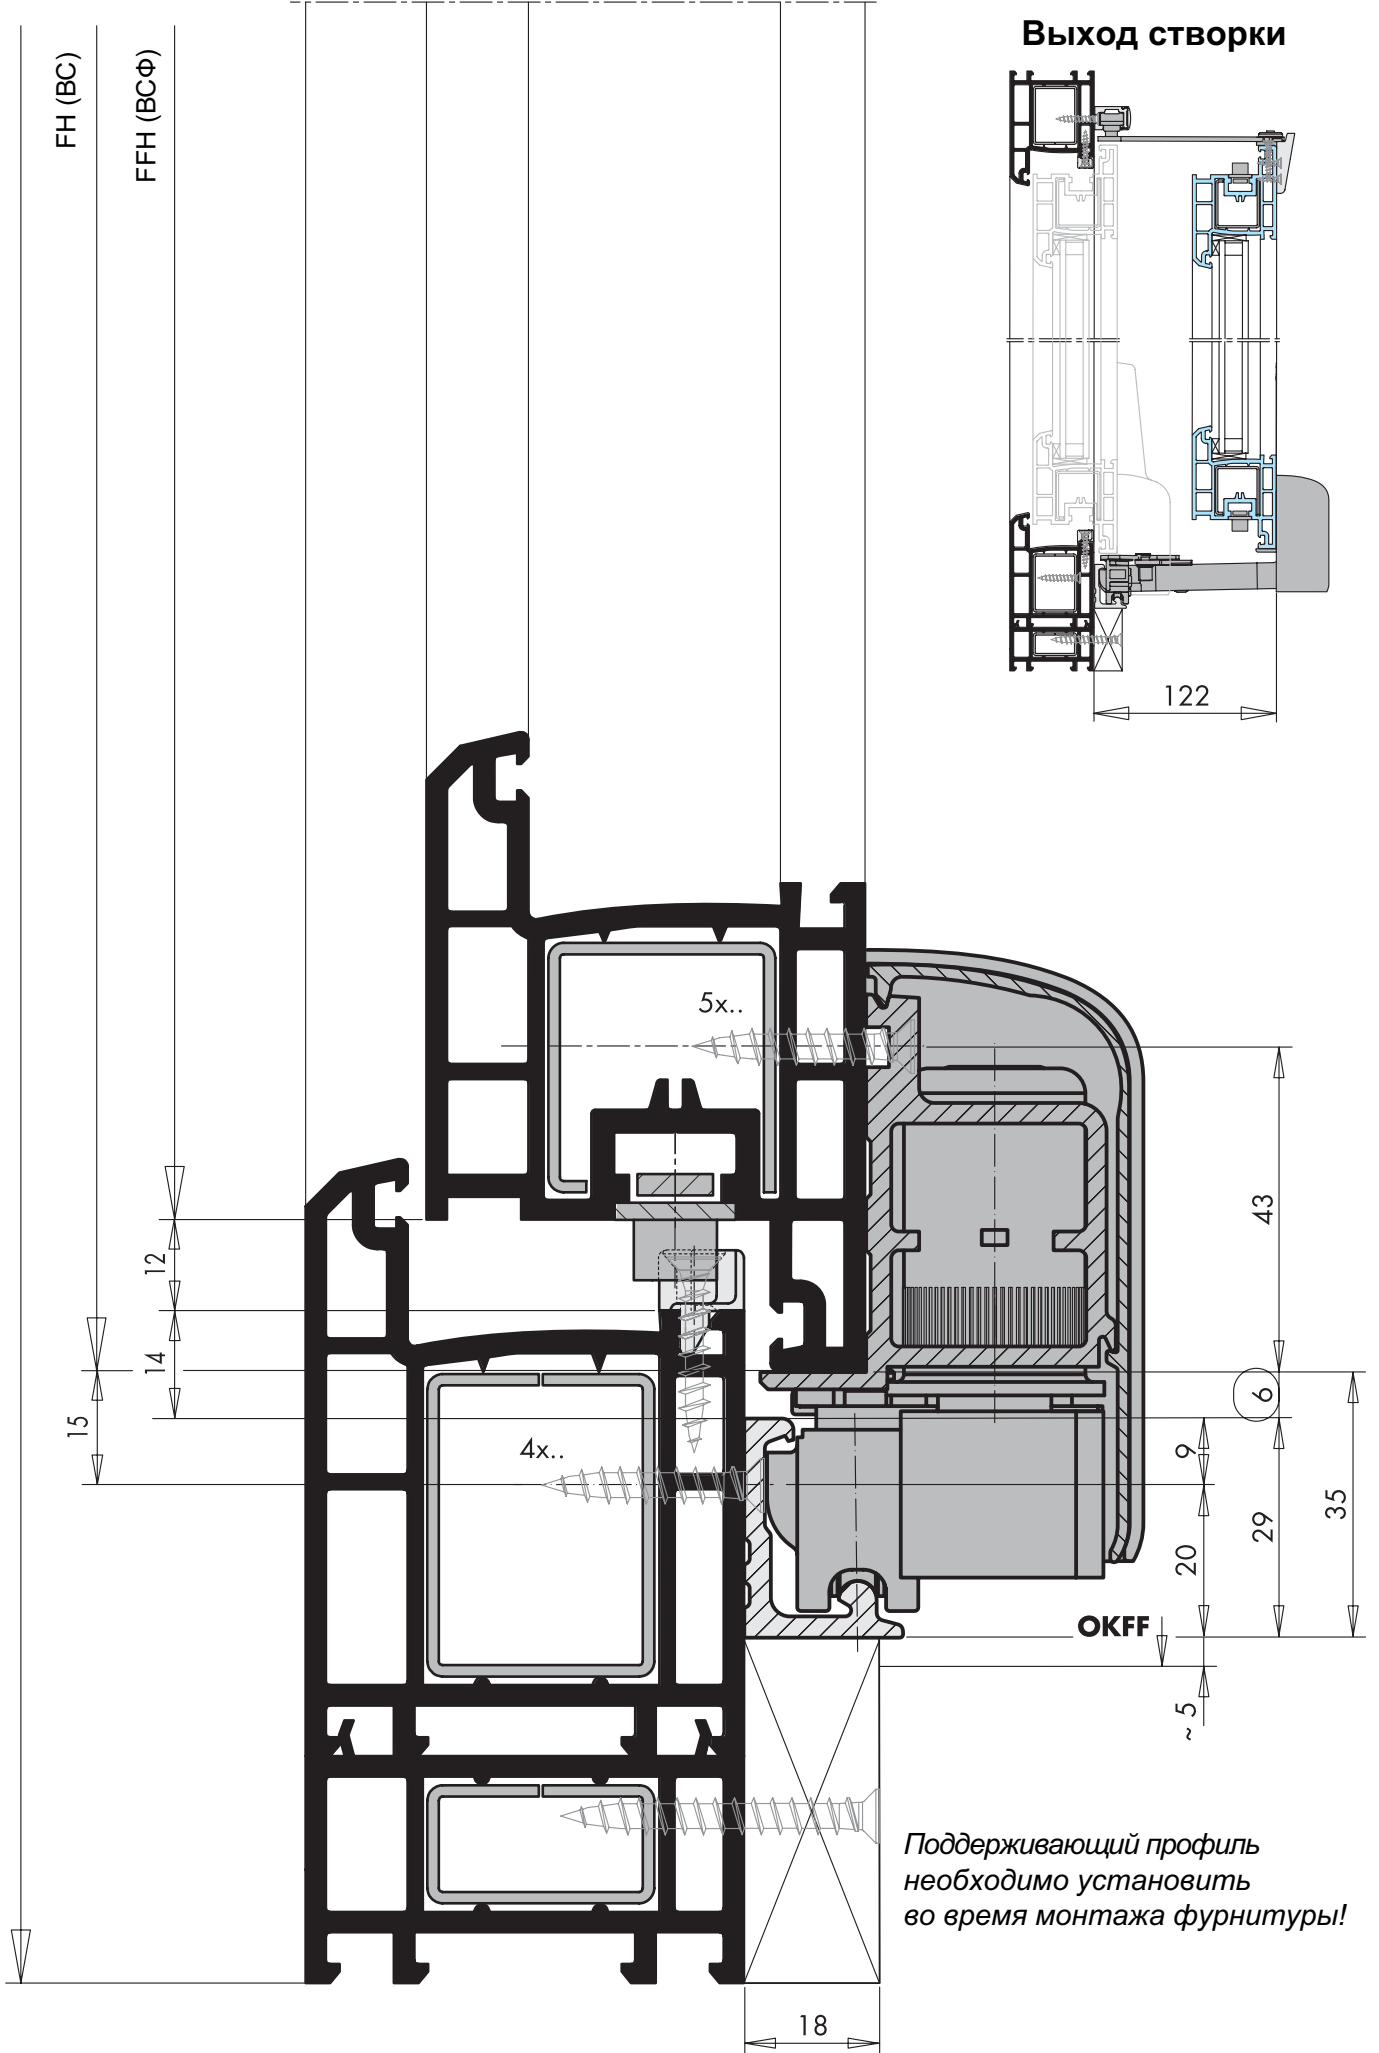 Выход створки
FH (ВС)
FFH (ВСФ)
122
5x..
43
12
14
15
6
4x..
9
29
35
20
OKFF
~ 5
Поддерживающий профиль
необходимо установить
во время монтажа фурнитуры!
18